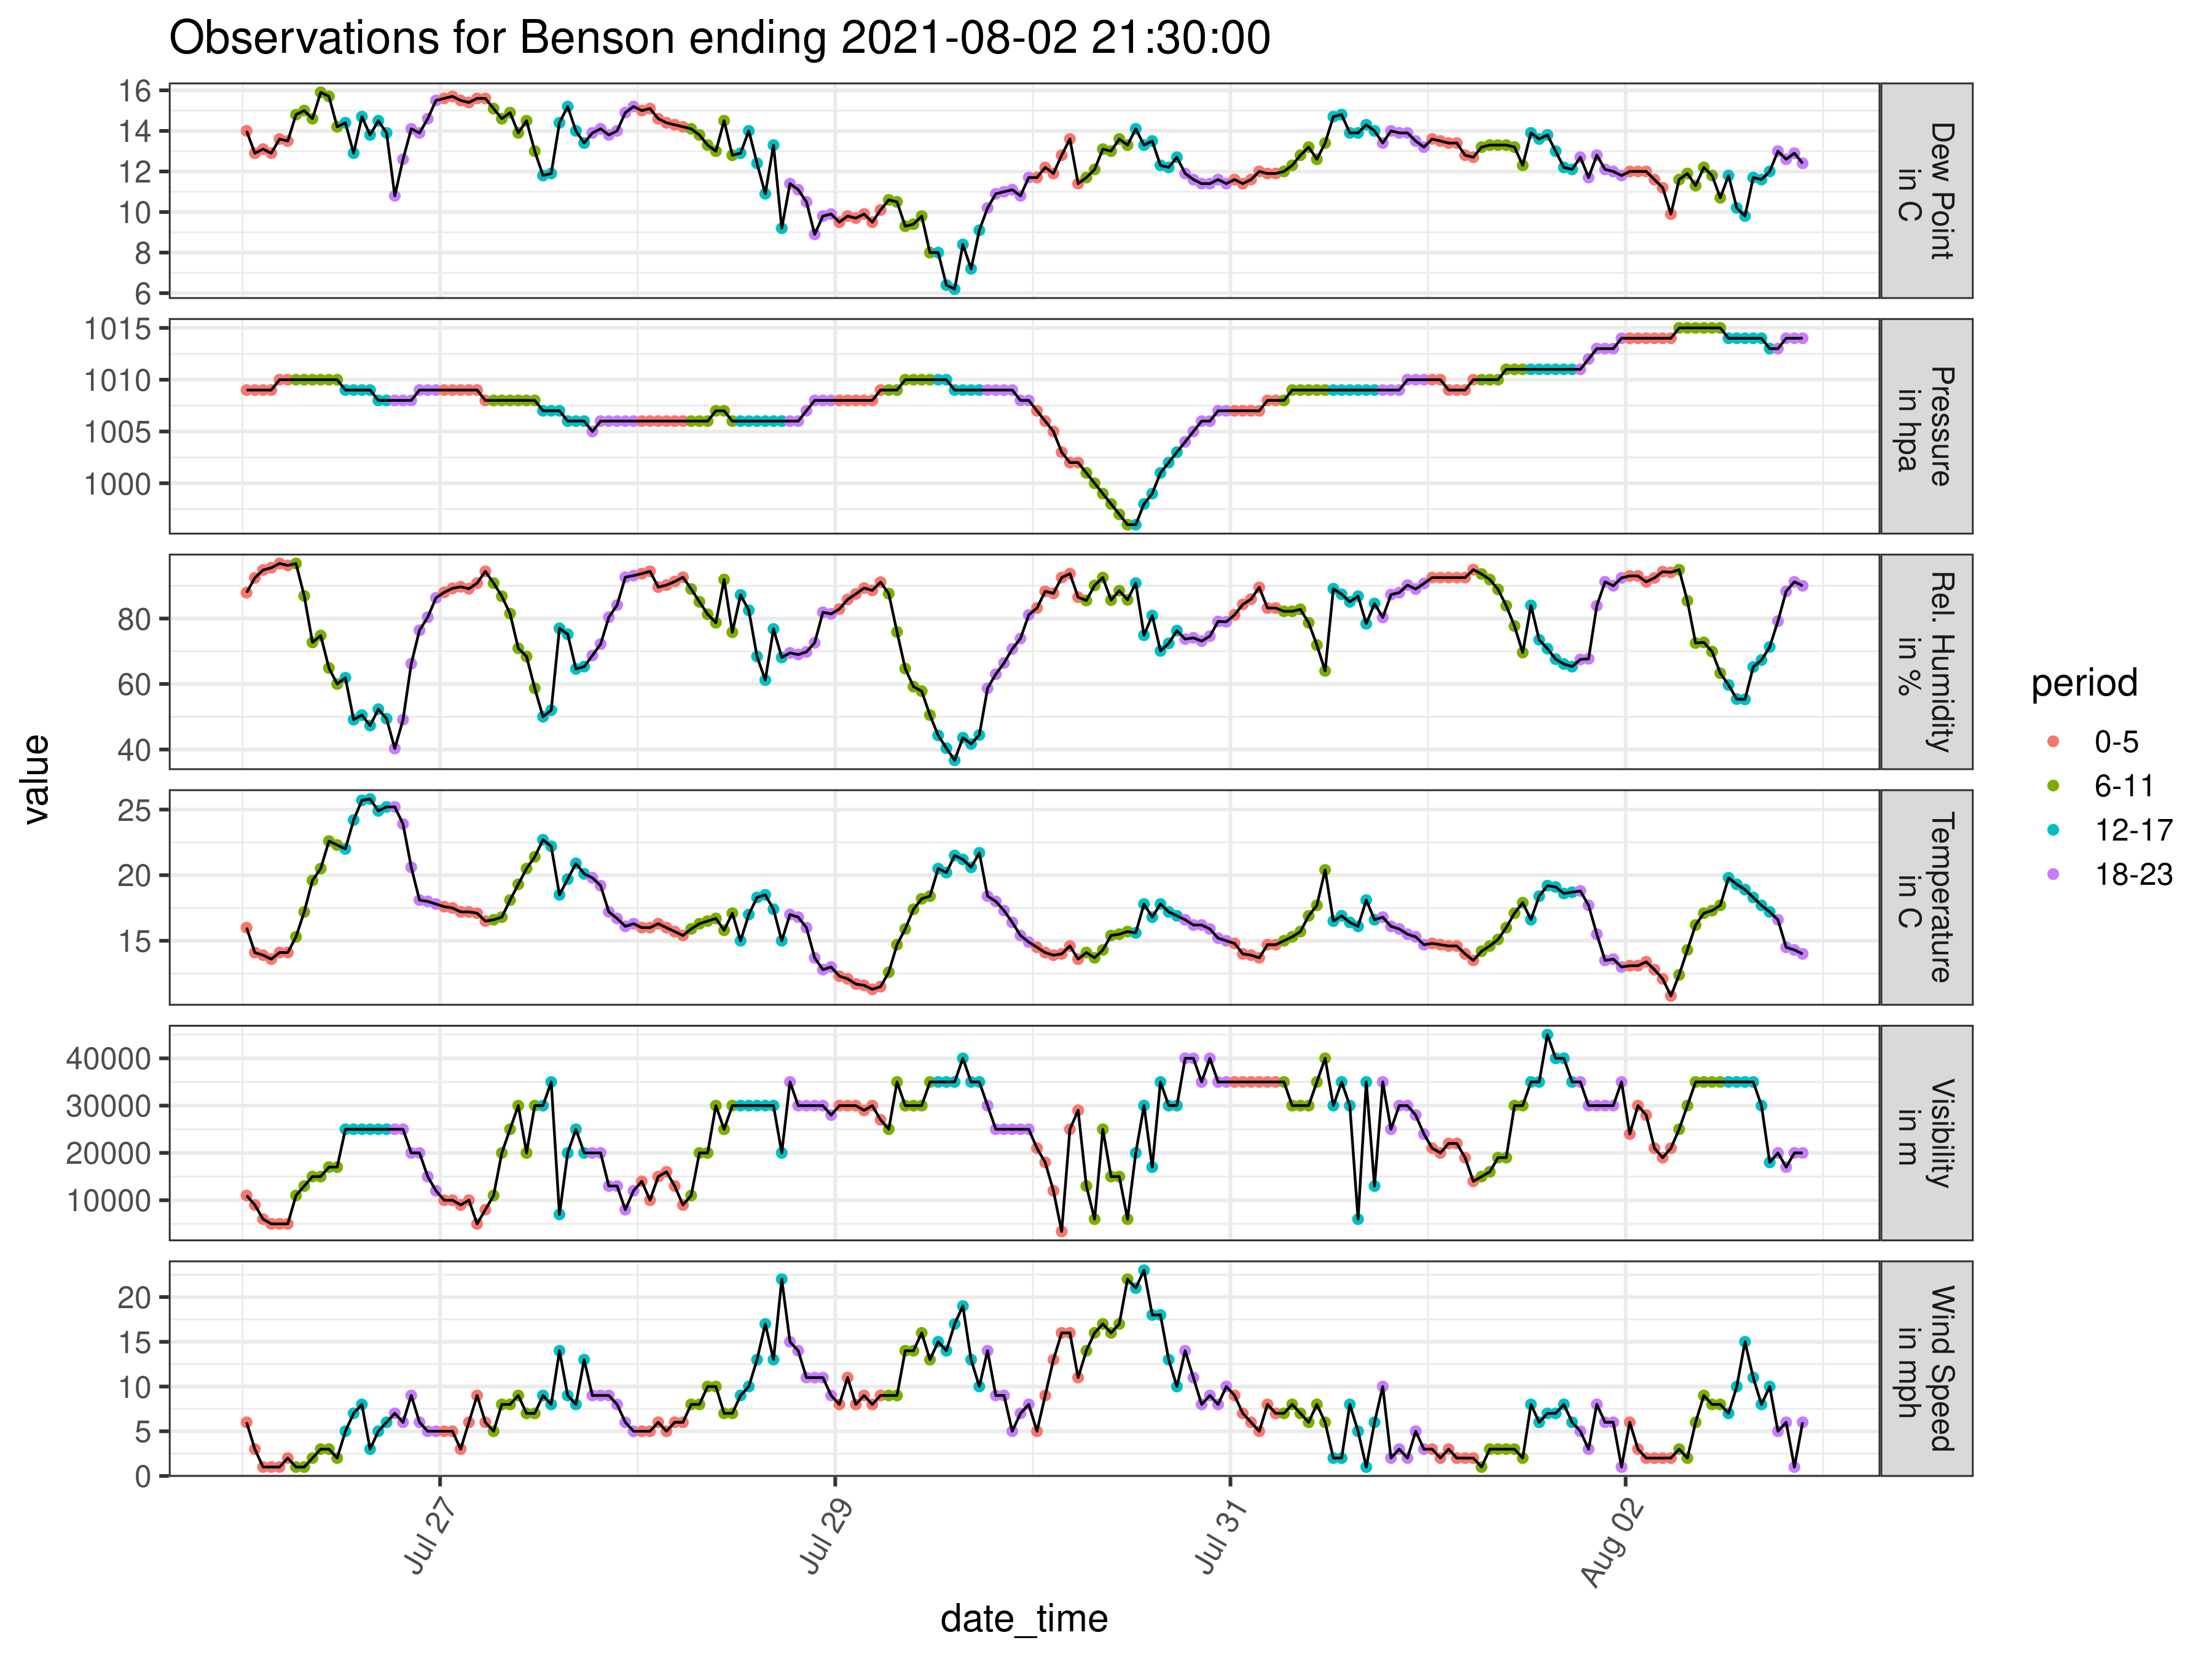 Observations for Benson ending 2021-08-02 21:30:00
16
14
12
10
8
6
Dew Point
in C
1015
1010
1005
1000
Pressure
in hpa
80
60
40
Rel. Humidity
in %
25
20
15
Temperature
in C
40000
30000
20000
10000
Visibility
in m
20
15
10
5
0
Wind Speed
in mph
value
Jul 27
Jul 29
Jul 31
Aug 02
date_time
period
0-5
6-11
12-17
18-23